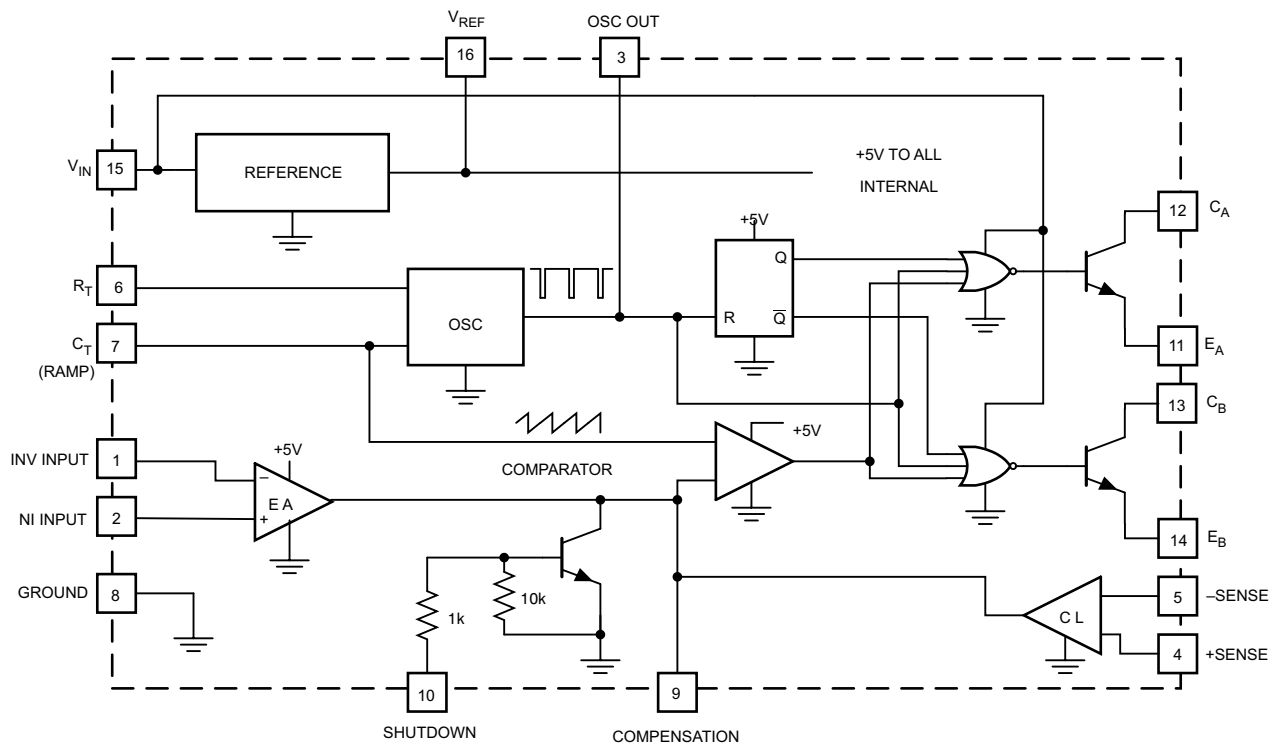 VREF
OSC OUT
16
3
VIN
15
REFERENCE
+5V TO ALL
INTERNAL
12
CA
+5V
RT
6
OSC
Q
R
Q̅
CT
7
(RAMP)
11
EA
13
CB
+5V
COMPARATOR
INV INPUT
1
+5V
–
E A
+
NI INPUT
2
14
EB
GROUND
8
1k
10k
C L
5
–SENSE
4
+SENSE
10
9
SHUTDOWN
COMPENSATION